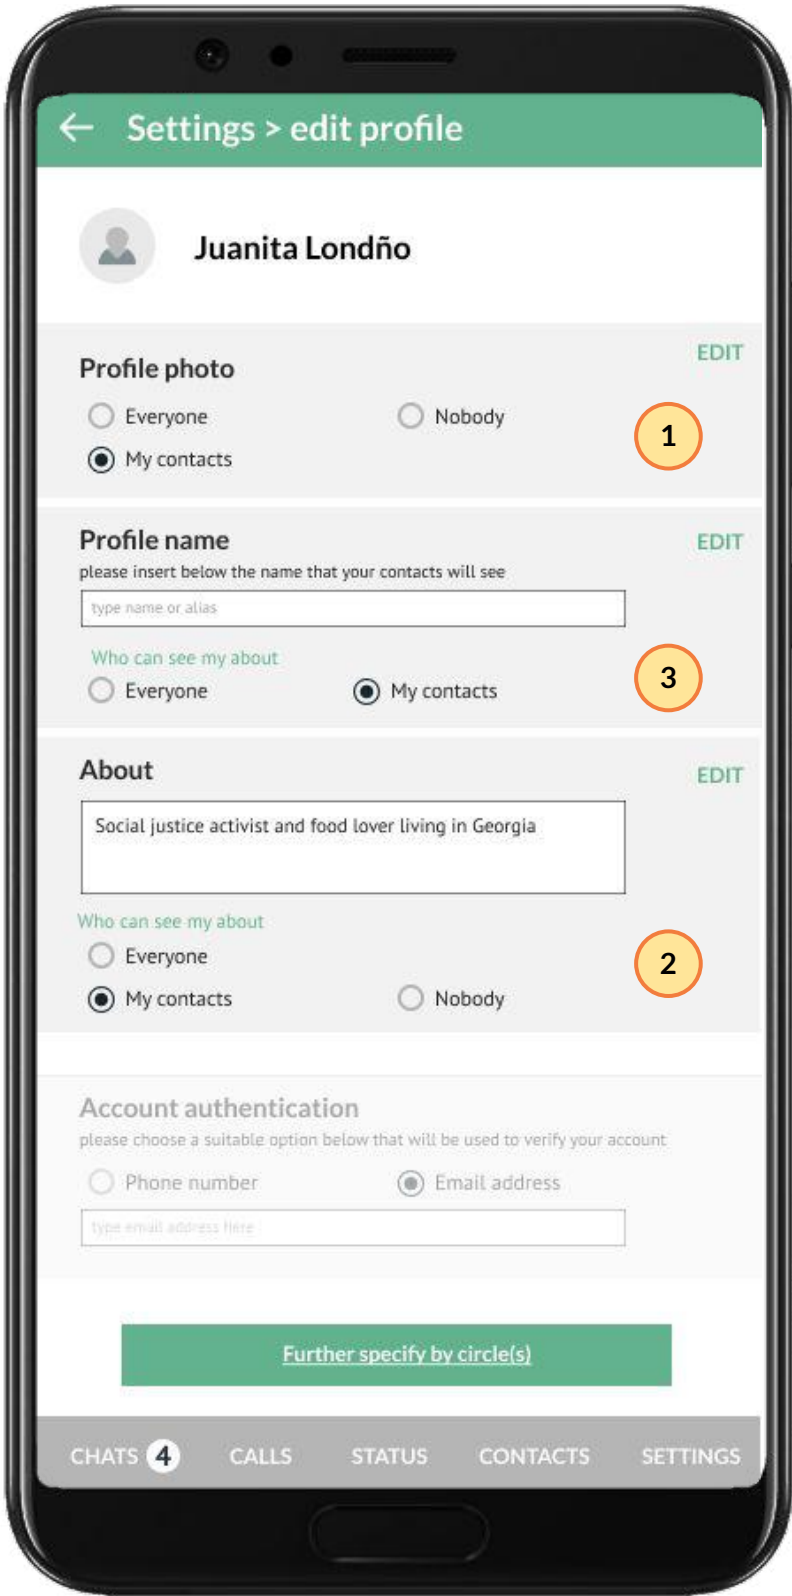 Settings > edit profile
Juanita Londño
EDIT
Profile photo
Everyone
Nobody
1
My contacts
Profile name
EDIT
please insert below the name that your contacts will see
type name or alias
Who can see my about
3
Everyone
My contacts
About
EDIT
Social justice activist and food lover living in Georgia
Who can see my about
Everyone
2
My contacts
Nobody
Account authentication
please choose a suitable option below that will be used to verify your account
Phone number
Email address
type email address here
Further specify by circle(s)
CHATS 4 CALLS STATUS CONTACTS SETTINGS